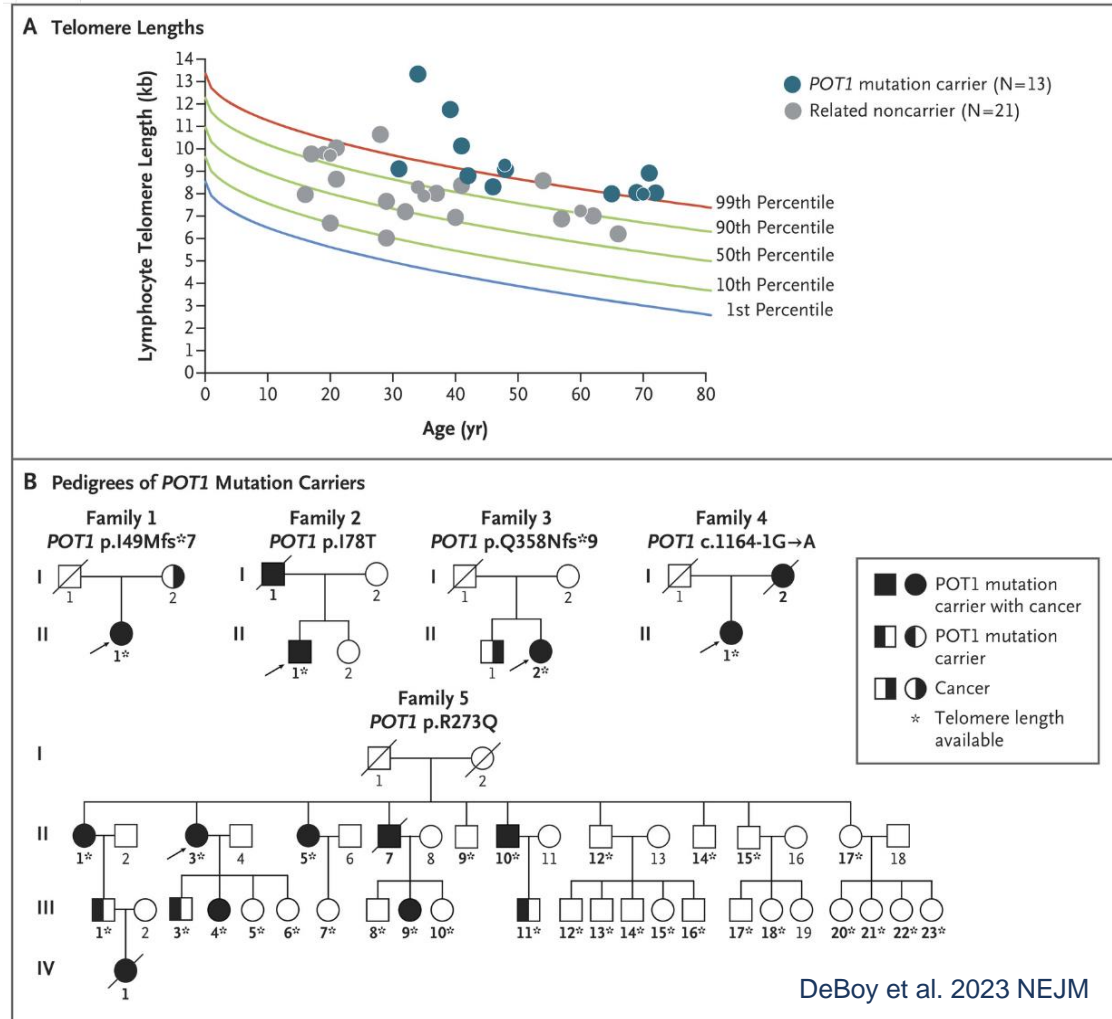 A Telomere Lengths
Lymphocyte Telomere Length (kb)
14
13
12
11
10
9
8
7
6
5
4
3
2
1
0
0 10 20 30 40 50 60 70 80
Age (yr)
POT1 mutation carrier (N=13)
Related noncarrier (N=21)
99th Percentile
90th Percentile
50th Percentile
10th Percentile
1st Percentile
B Pedigrees of POT1 Mutation Carriers
Family 1
POT1 p.I49Mfs*7
I
1 2
II
1*
Family 2
POT1 p.I78T
I
1 2
II
1* 2
Family 3
POT1 p.Q358Nfs*9
I
1 2
II
1 2*
Family 4
POT1 c.1164-1G→A
I
1 2
II
1*
POT1 mutation
carrier with cancer
POT1 mutation
carrier
Cancer
* Telomere length
available
Family 5
POT1 p.R273Q
I
1 2
II
1* 2 3* 4 5* 6 7 8 9* 10* 11 12* 13 14* 15* 16 17* 18
III
1* 2 3* 4* 5* 6* 7* 8* 9* 10* 11* 12* 13* 14* 15* 16* 17* 18* 19 20* 21* 22* 23*
IV
1
DeBoy et al. 2023 NEJM